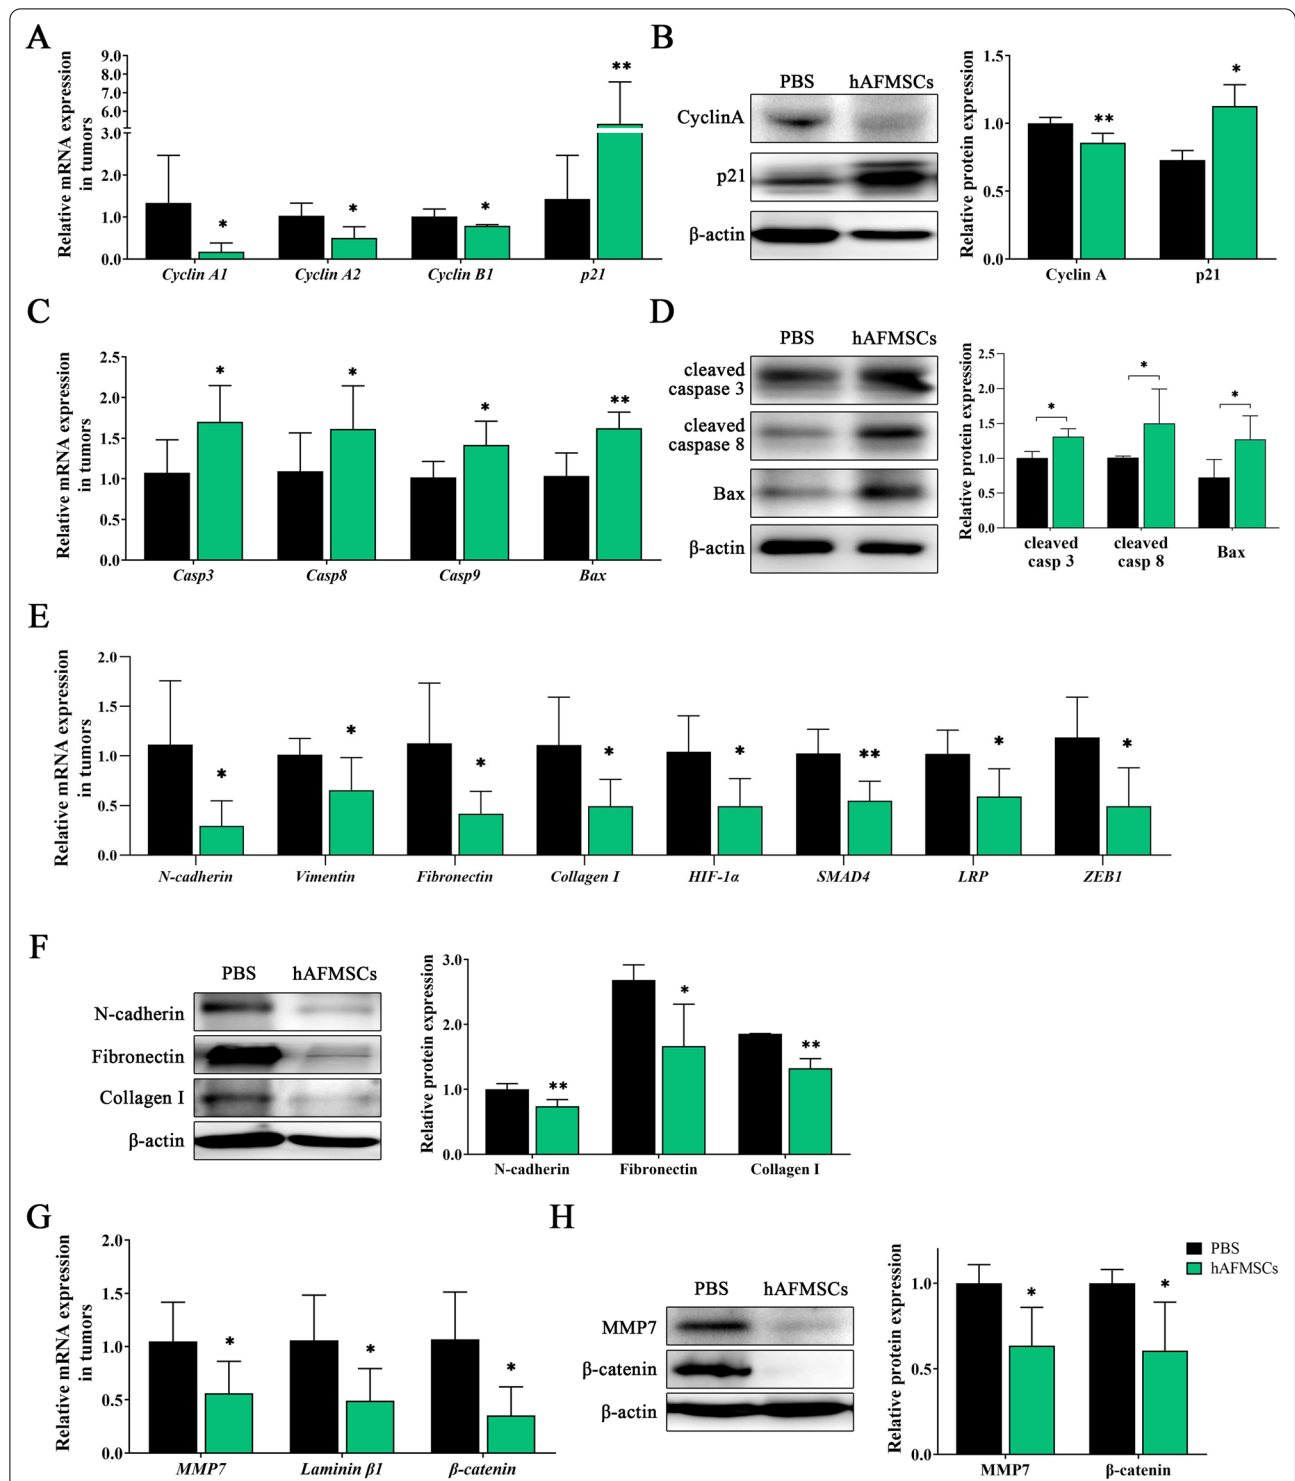 A
Relative mRNA expression
in tumors
9.0
8.0
7.0
6.0
3.0
2.0
1.0
0.0
*
*
*
**
Cyclin A1
Cyclin A2
Cyclin B1
p21
B
PBS
hAFMSCs
CyclinA
p21
β-actin
Relative protein expression
1.5
1.0
0.5
0.0
**
*
Cyclin A
p21
C
Relative mRNA expression
in tumors
2.5
2.0
1.5
1.0
0.5
0.0
*
*
*
**
Casp3
Casp8
Casp9
Bax
D
PBS
hAFMSCs
cleaved
caspase 3
cleaved
caspase 8
Bax
β-actin
Relative protein expression
2.5
2.0
1.5
1.0
0.5
0.0
*
*
*
cleaved
casp 3
cleaved
casp 8
Bax
E
Relative mRNA expression
in tumors
2.0
1.5
1.0
0.5
0.0
*
*
*
*
*
**
*
*
N-cadherin
Vimentin
Fibronectin
Collagen I
HIF-1α
SMAD4
LRP
ZEB1
F
PBS
hAFMSCs
N-cadherin
Fibronectin
Collagen I
β-actin
Relative protein expression
3.0
2.0
1.0
0.0
**
*
**
N-cadherin
Fibronectin
Collagen I
G
Relative mRNA expression
in tumors
2.0
1.5
1.0
0.5
0.0
*
*
*
MMP7
Laminin β1
β-catenin
H
PBS
hAFMSCs
MMP7
β-catenin
β-actin
Relative protein expression
1.0
0.5
0.0
*
*
MMP7
β-catenin
PBS
hAFMSCs